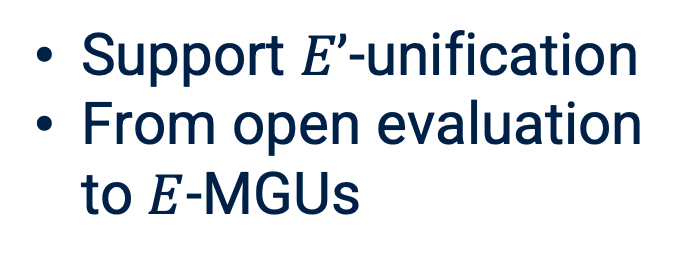 • Support E’-unification
• From open evaluation
to E-MGUs